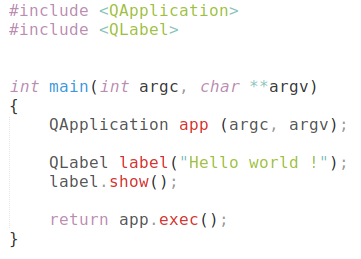 #include <QApplication>
#include <QLabel>
int main(int argc, char **argv)
{
    QApplication app (argc, argv);
    QLabel label("Hello world !");
    label.show();
    return app.exec();
}